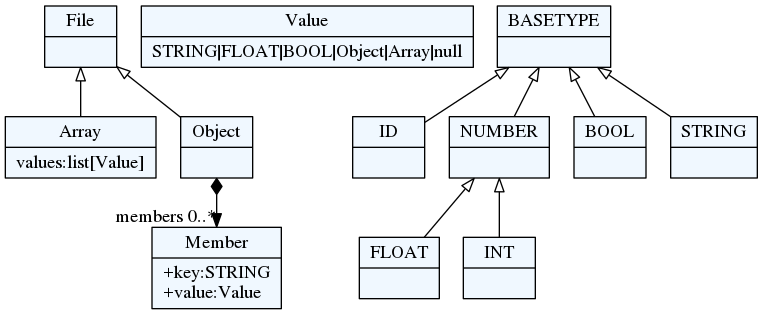 File
Value
STRING|FLOAT|BOOL|Object|Array|null
BASETYPE
Array
values:list[Value]
Object
ID
NUMBER
BOOL
STRING
members 0..*
Member
+key:STRING
+value:Value
FLOAT
INT